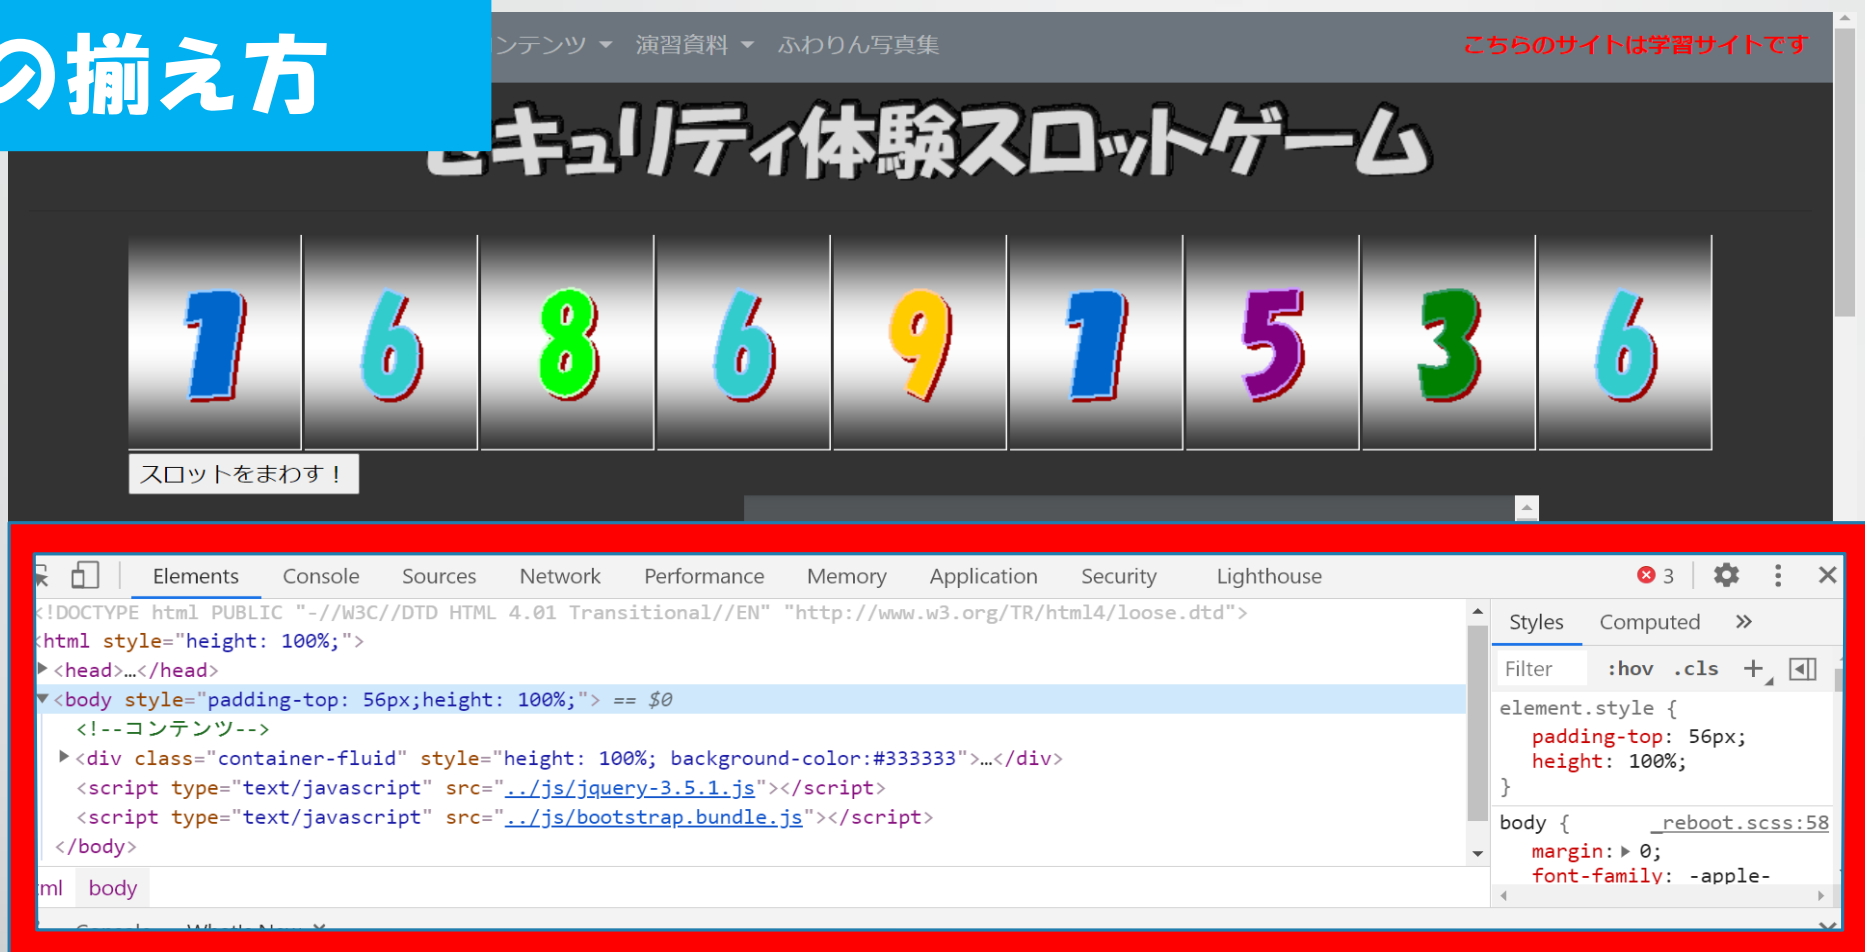 の揃え方
ンテンツ 演習資料 ふわりん写真集
こちらのサイトは学習サイトです
セキュリティ体験スロットゲーム
1 6 8 6 9 1 5 3 6
スロットをまわす！
Elements Console Sources Network Performance Memory Application Security Lighthouse 3
<!DOCTYPE html PUBLIC "-//W3C//DTD HTML 4.01 Transitional//EN" "http://www.w3.org/TR/html4/loose.dtd">
<html style="height: 100%;">
<head>…</head>
<body style="padding-top: 56px;height: 100%;"> == $0
<!--コンテンツ-->
<div class="container-fluid" style="height: 100%; background-color:#333333">…</div>
<script type="text/javascript" src="../js/jquery-3.5.1.js"></script>
<script type="text/javascript" src="../js/bootstrap.bundle.js"></script>
</body>
ml body
Console What's New
Styles Computed
Filter :hov .cls
element.style {
padding-top: 56px;
height: 100%;
}
body { _reboot.scss:58
margin: 0;
font-family: -apple-